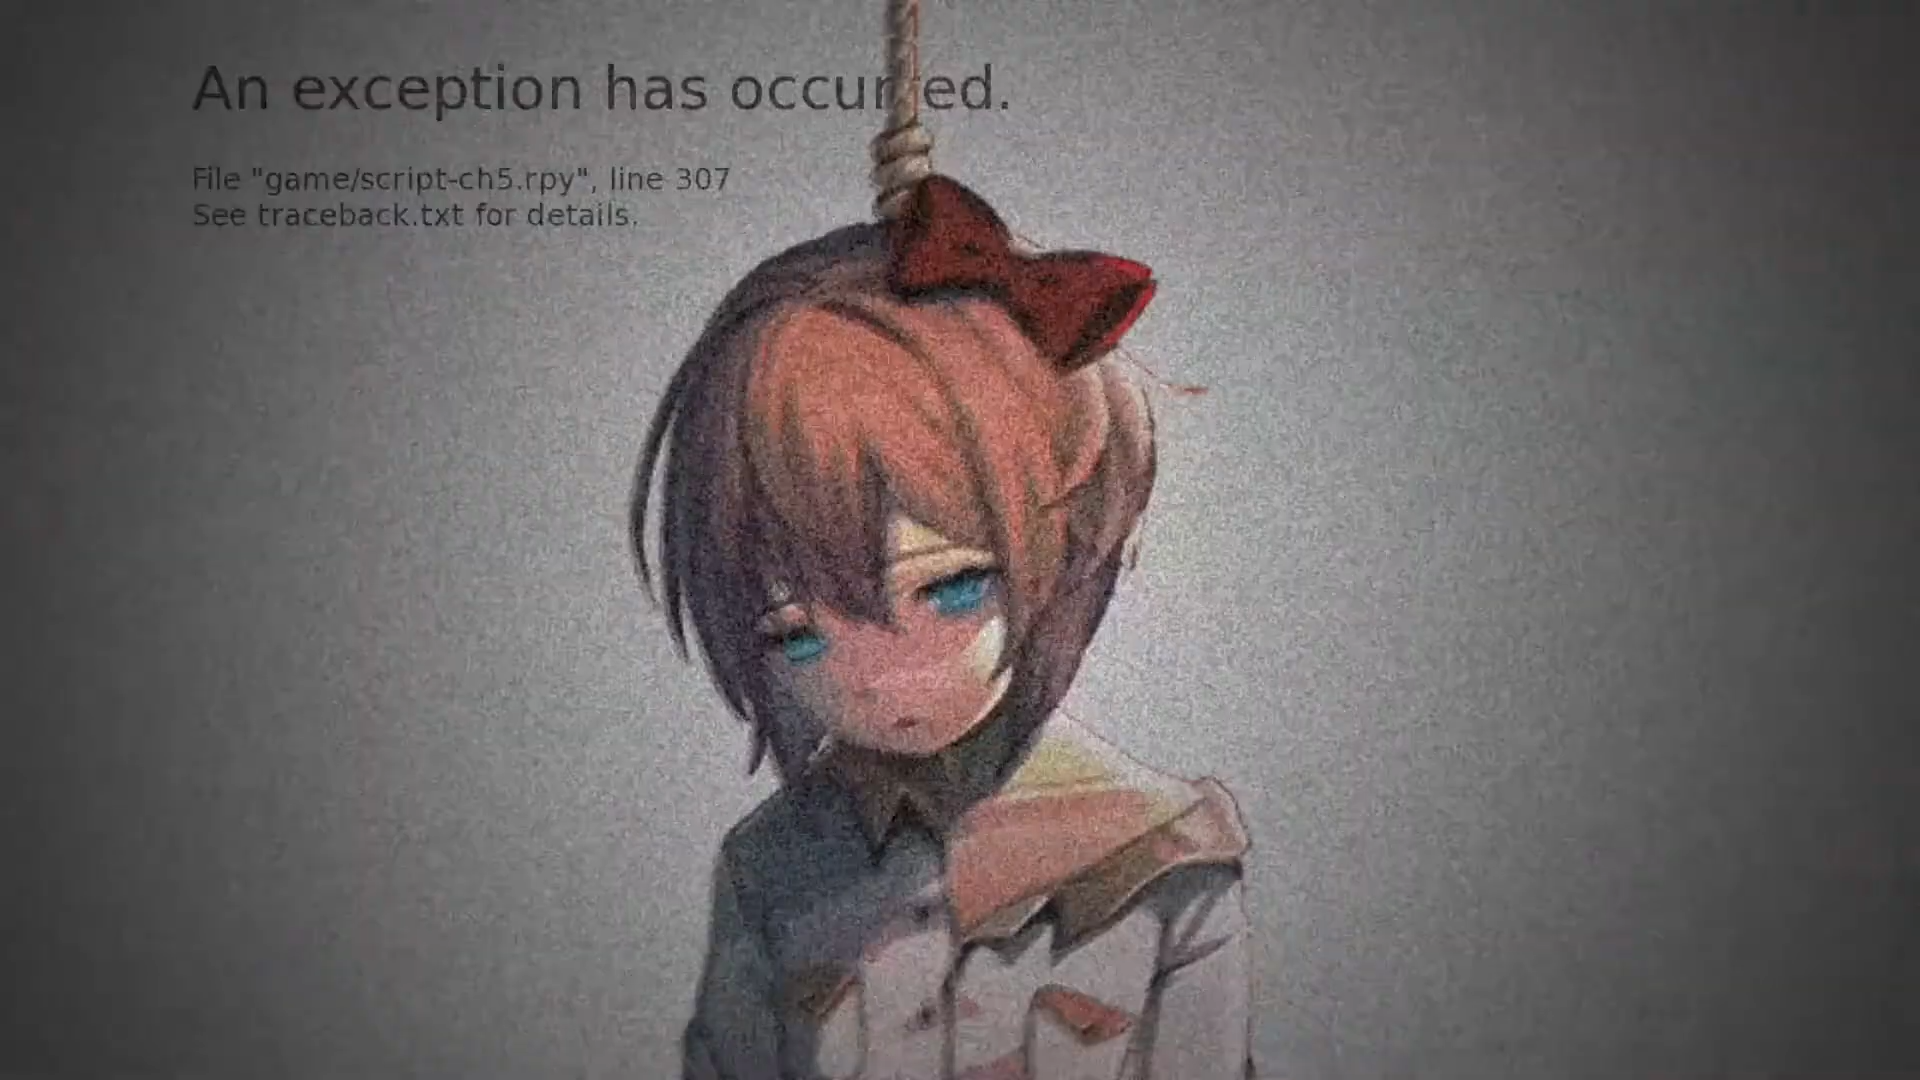 An exception has occurred.
File "game/script-ch5.rpy", line 307
See traceback.txt for details.